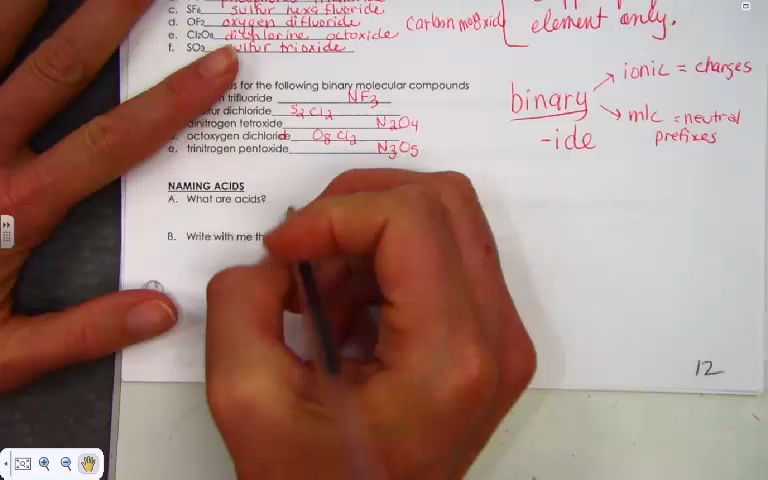 c. SF6 sulfur hexafluoride
d. OF2 oxygen difluoride
carbon
element only.
e. Cl2O8 dichlorine octoxide
f. SO3 sulfur trioxide
for the following binary molecular compounds
trifluoride NF3
dichloride S2Cl2
dinitrogen tetroxide N2O4
octoxygen dichloride O8Cl2
e. trinitrogen pentoxide N3O5
binary
-ide
ionic = charges
mlc = neutral
prefixes
NAMING ACIDS
A. What are acids?
B. Write with me th
12